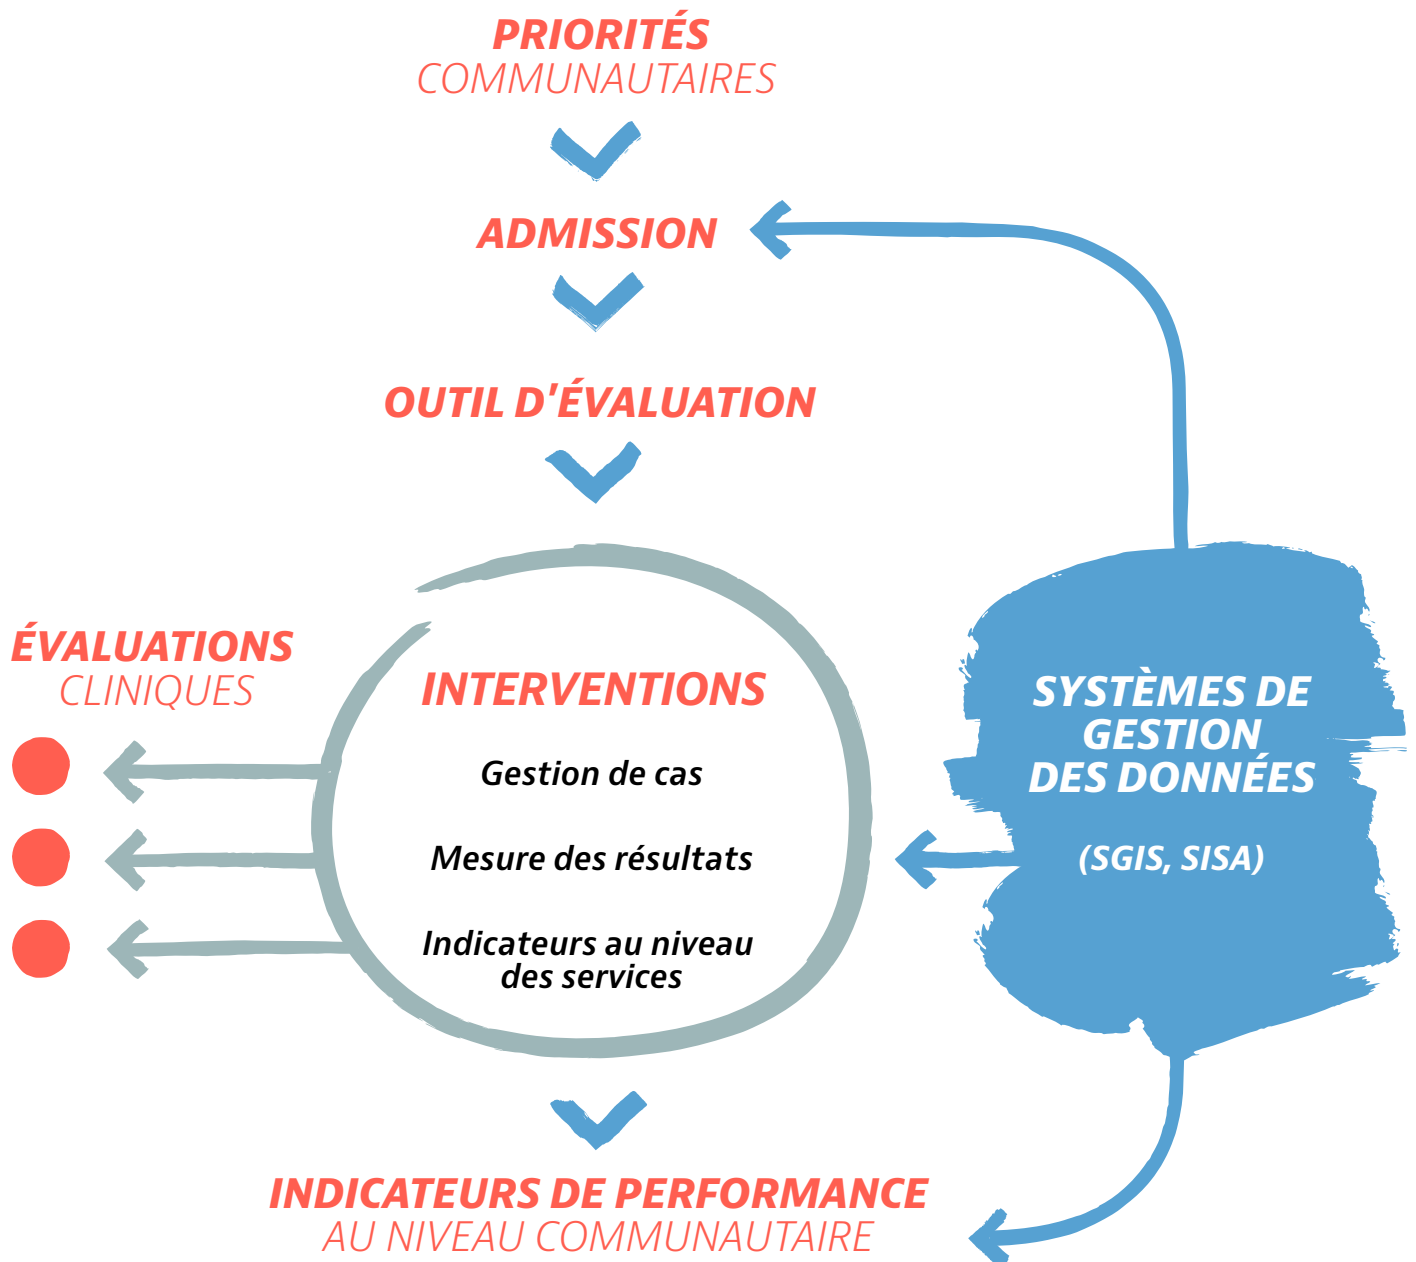 PRIORITÉS
COMMUNAUTAIRES
ADMISSION
OUTIL D'ÉVALUATION
ÉVALUATIONS
CLINIQUES
INTERVENTIONS
Gestion de cas
Mesure des résultats
Indicateurs au niveau
des services
SYSTÈMES DE
GESTION
DES DONNÉES
(SGIS, SISA)
INDICATEURS DE PERFORMANCE
AU NIVEAU COMMUNAUTAIRE